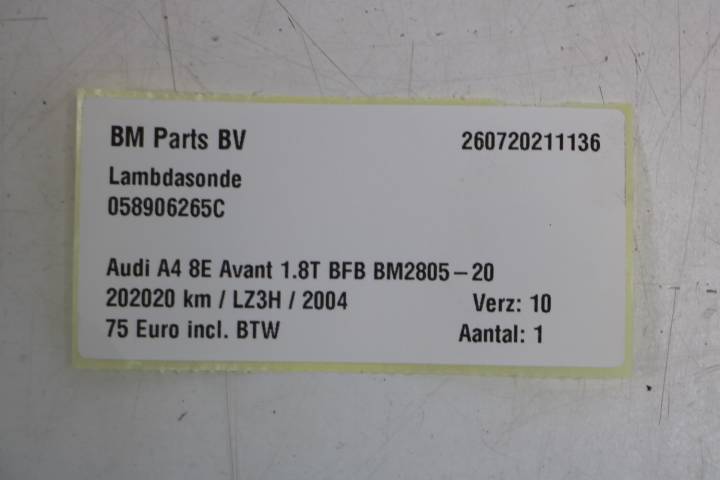 BM Parts BV 260720211136
Lambdasonde
058906265C
Audi A4 8E Avant 1.8T BFB BM2805-20
202020 km / LZ3H / 2004 Verz: 10
75 Euro incl. BTW Aantal: 1